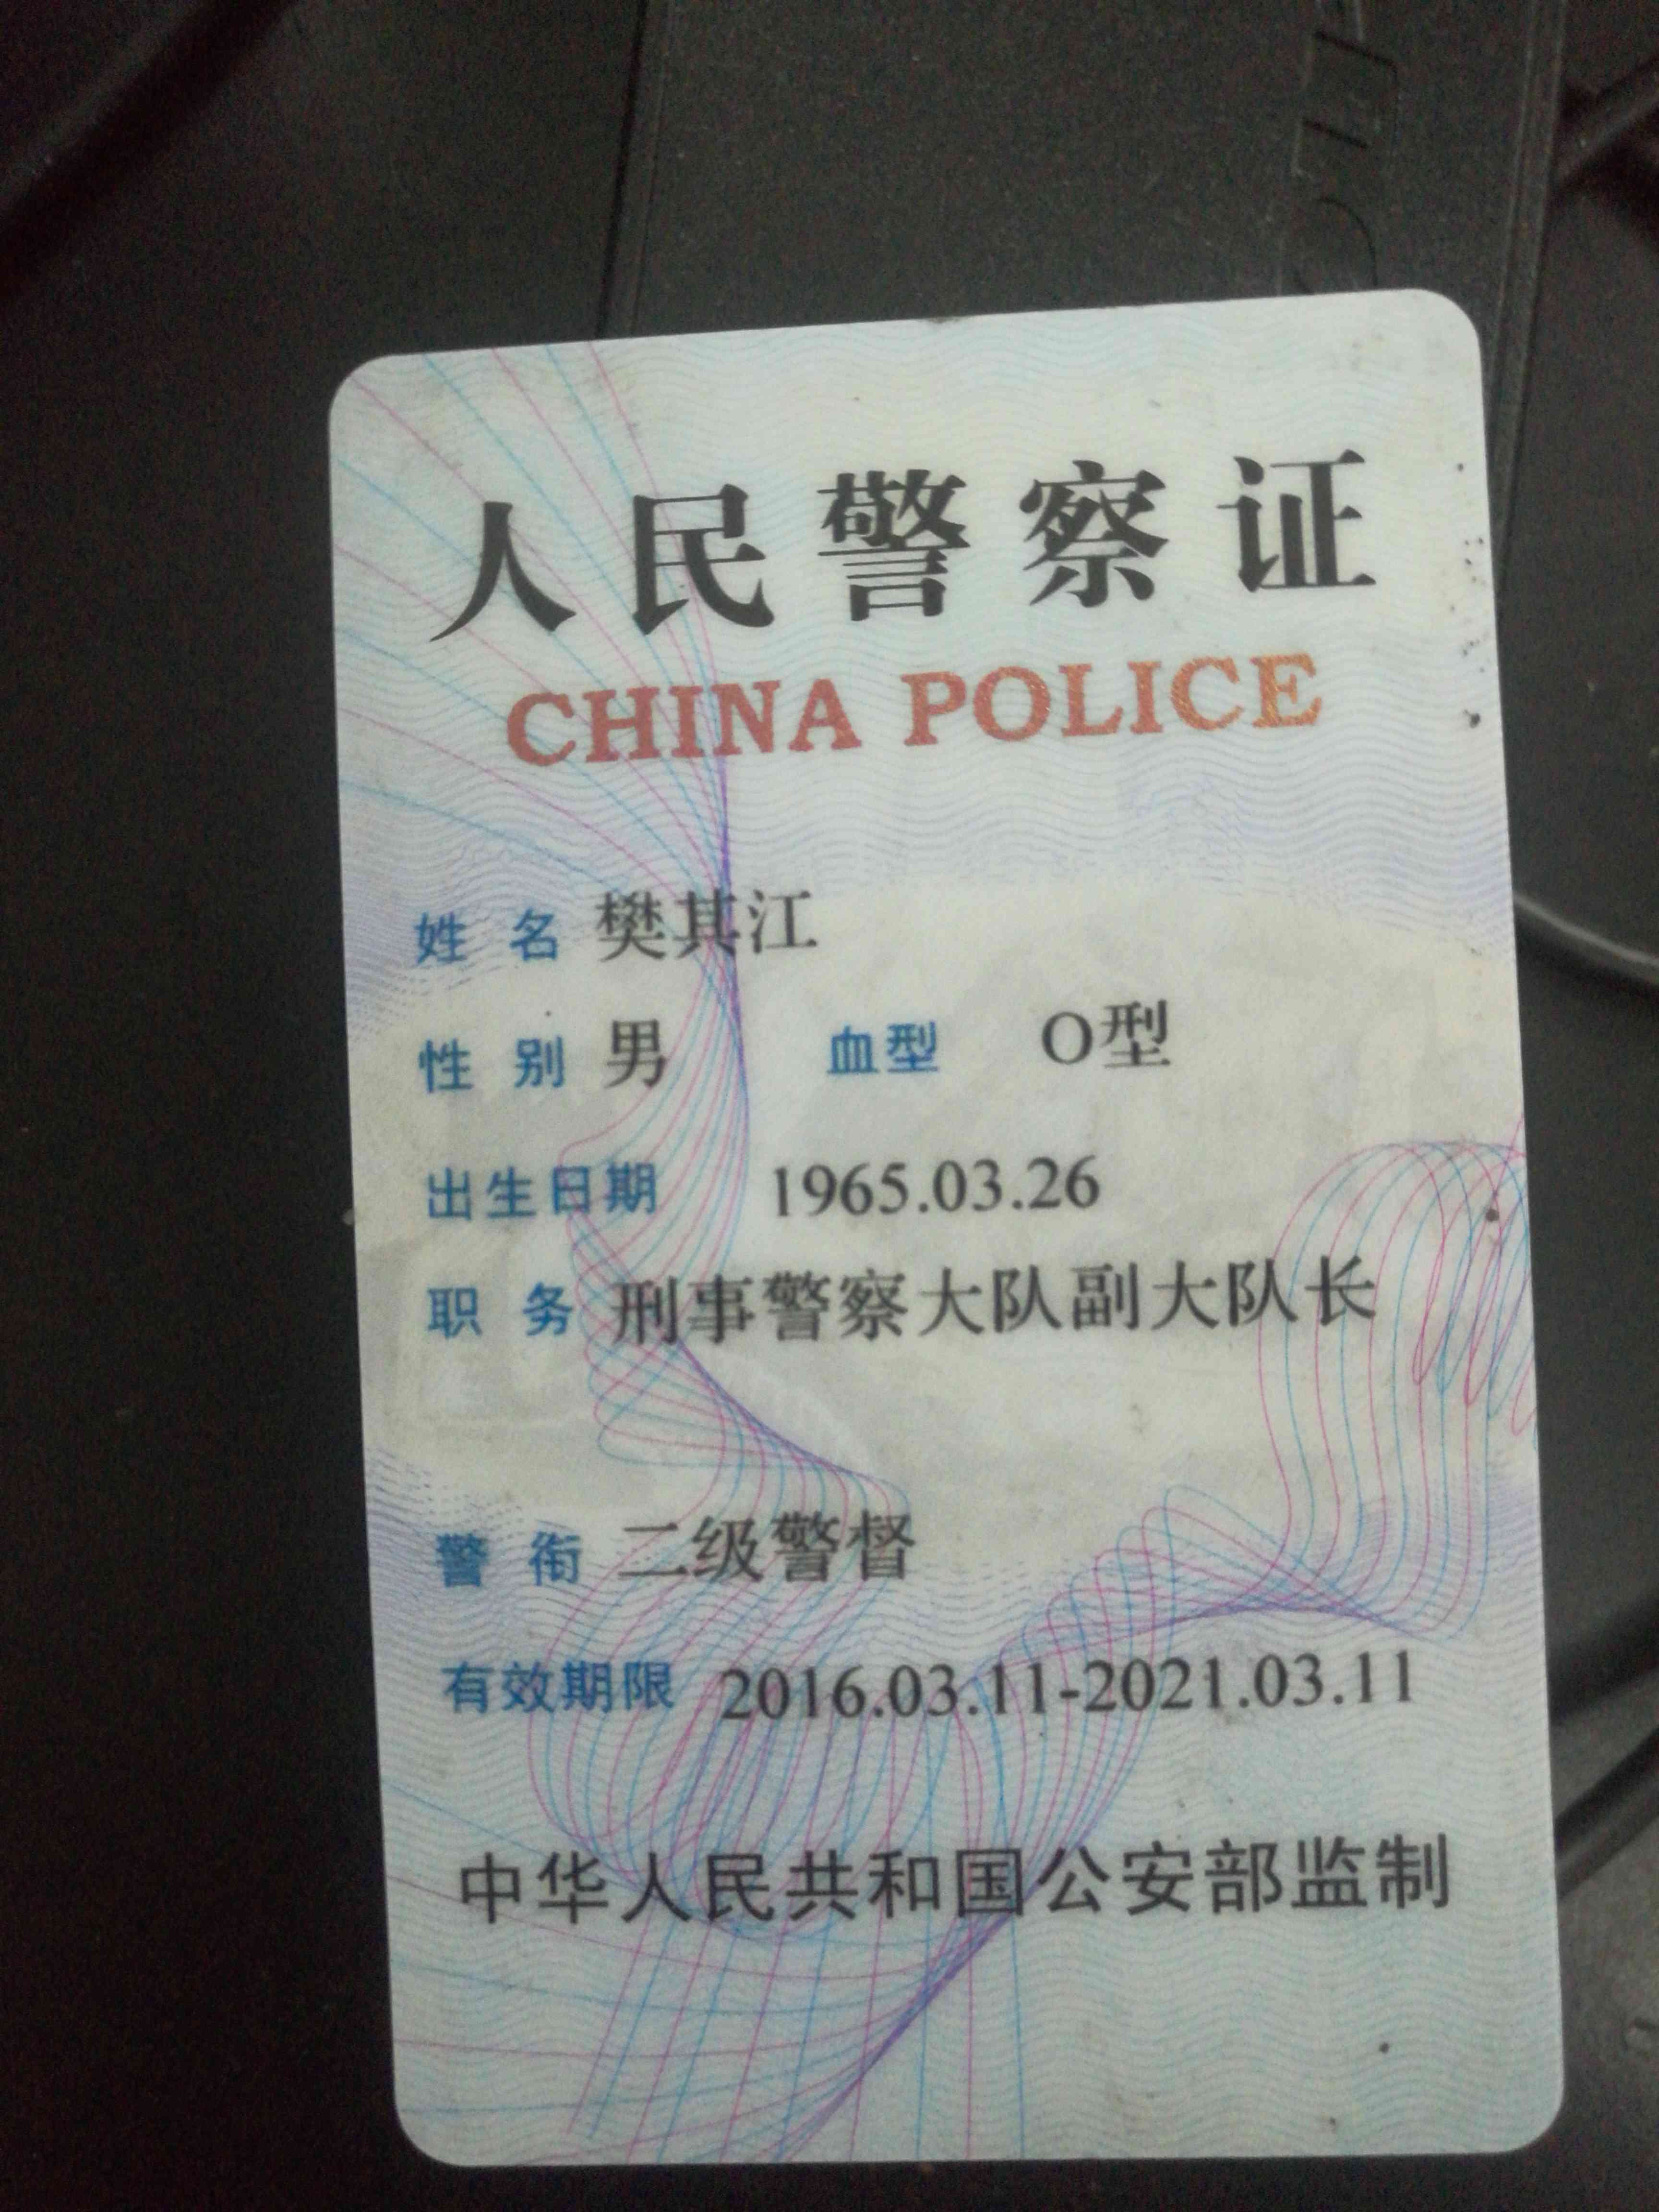 人民警察证
CHINA POLICE
姓名 樊其江
性别 男 血型 O型
出生日期 1965.03.26
职务 刑事警察大队副大队长
警衔 二级警督
有效期限 2016.03.11-2021.03.11
中华人民共和国公安部监制